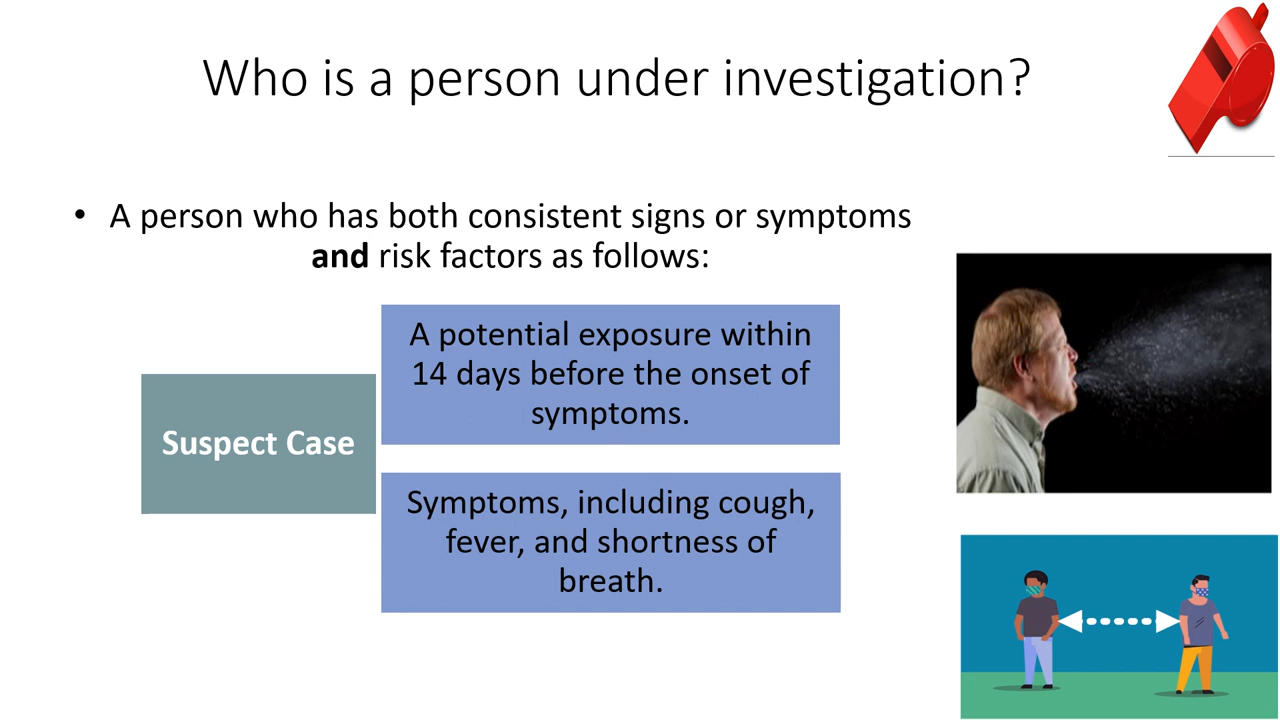 Who is a person under investigation?
• A person who has both consistent signs or symptoms
and risk factors as follows:
Suspect Case
A potential exposure within
14 days before the onset of
symptoms.
Symptoms, including cough,
fever, and shortness of
breath.